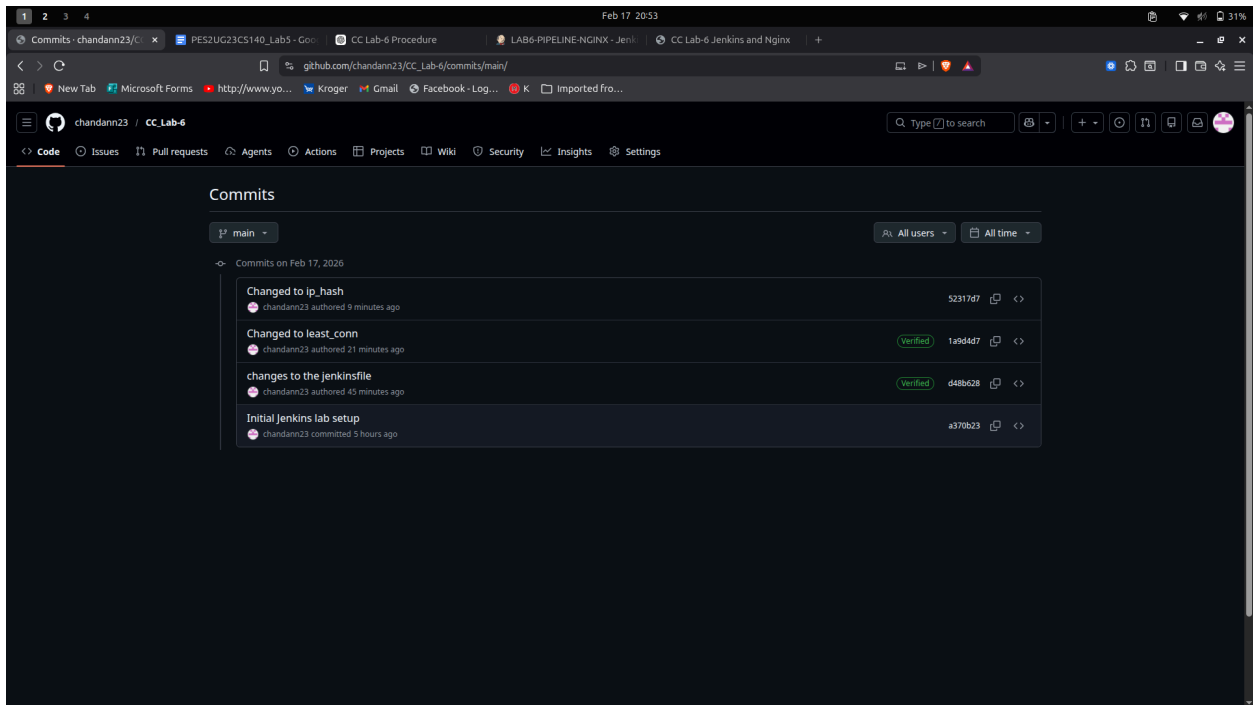 1 2 3 4 Feb 17 20:53 31%
Commits · chandann23/C PES2UG23CS140_Lab5 - Goo CC Lab-6 Procedure LAB6-PIPELINE-NGINX - Jenk CC Lab-6 Jenkins and Nginx +
github.com/chandann23/CC_Lab-6/commits/main/
New Tab Microsoft Forms http://www.yo... Kroger Gmail Facebook - Log... K Imported fro...
chandann23 / CC_Lab-6 Type / to search
Code Issues Pull requests Agents Actions Projects Wiki Security Insights Settings
Commits
main All users All time
Commits on Feb 17, 2026
Changed to ip_hash
chandann23 authored 9 minutes ago
52317d7
Changed to least_conn
chandann23 authored 21 minutes ago
Verified 1a9d4d7
changes to the jenkinsfile
chandann23 authored 45 minutes ago
Verified d48b628
Initial Jenkins lab setup
chandann23 committed 5 hours ago
a370b23